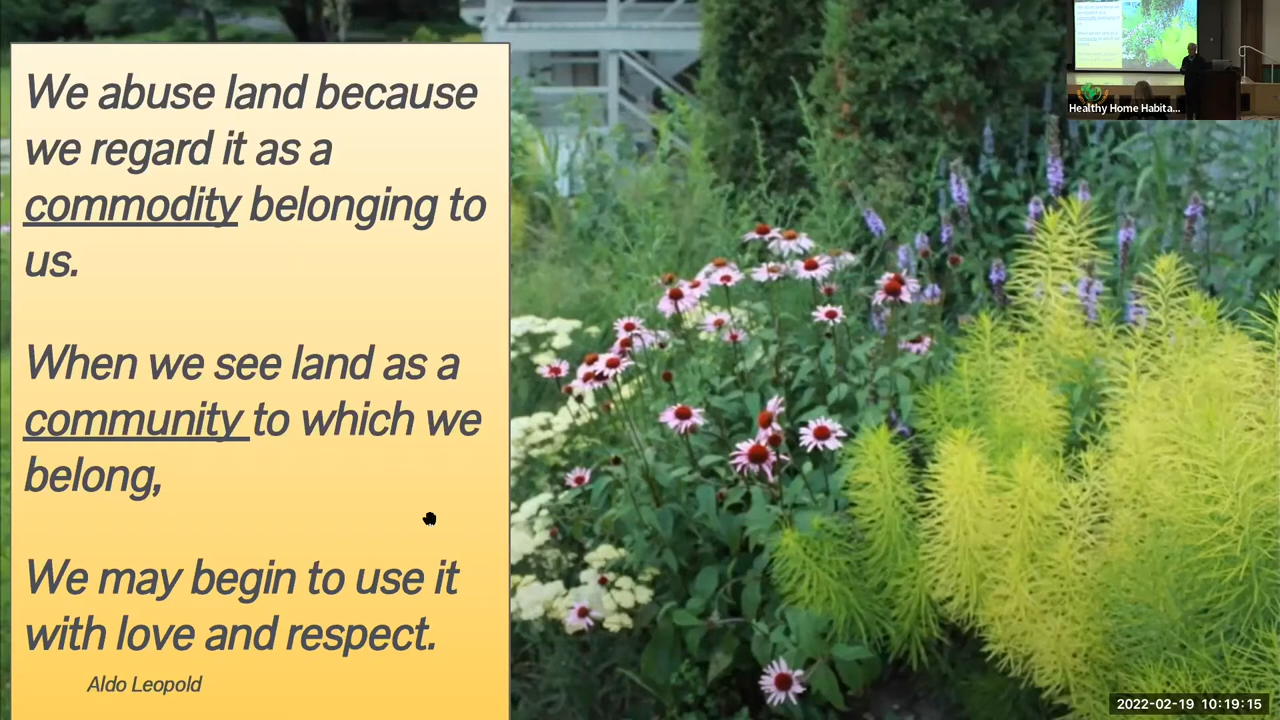 We abuse land because
we regard it as a
commodity belonging to
us.
When we see land as a
community to which we
belong,
We may begin to use it
with love and respect.
Aldo Leopold
Healthy Home Habita...
2022-02-19 10:19:15